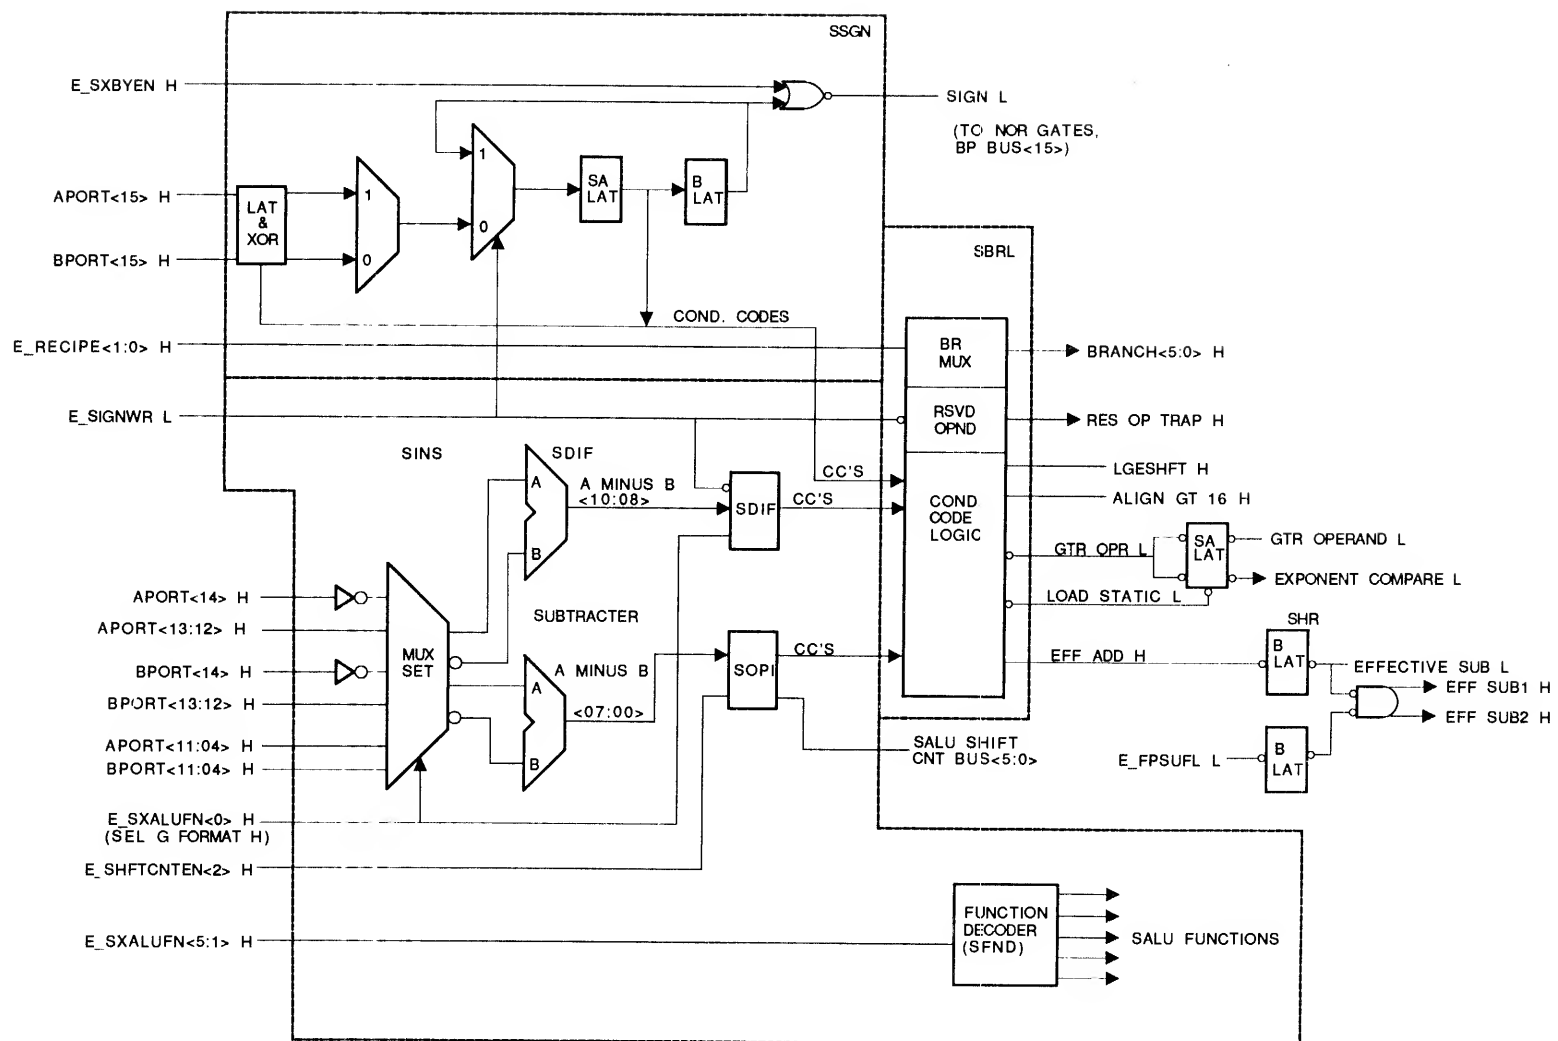 SSGN
E_SXBYEN H
SIGN L
(TO NOR GATES,
BP BUS<15>)
1
SA
LAT
B
LAT
APORT<15> H
LAT
&
XOR
1
0
0
BPORT<15> H
SBRL
COND. CODES
E_RECIPE<1:0> H
BR
MUX
BRANCH<5:0> H
E_SIGNWR L
RSVD
OPND
RES OP TRAP H
SINS
SDIF
A
A MINUS B
<10:08>
SDIF
CC'S
CC'S
LGESHFT H
ALIGN GT 16 H
COND
CODE
LOGIC
B
GTR OPR L
SA
LAT
GTR OPERAND L
EXPONENT COMPARE L
LOAD STATIC L
APORT<14> H
APORT<13:12> H
BPORT<14> H
BPORT<13:12> H
APORT<11:04> H
BPORT<11:04> H
MUX
SET
SUBTRACTER
A
A MINUS B
<07:00>
B
SOPI
CC'S
SHR
EFF ADD H
B
LAT
EFFECTIVE SUB L
EFF SUB1 H
EFF SUB2 H
SALU SHIFT
CNT BUS<5:0>
E_FPSUFL L
B
LAT
E_SXALUFN<0> H
(SEL G FORMAT H)
E_SHFTCNTEN<2> H
E_SXALUFN<5:1> H
FUNCTION
DECODER
(SFND)
SALU FUNCTIONS